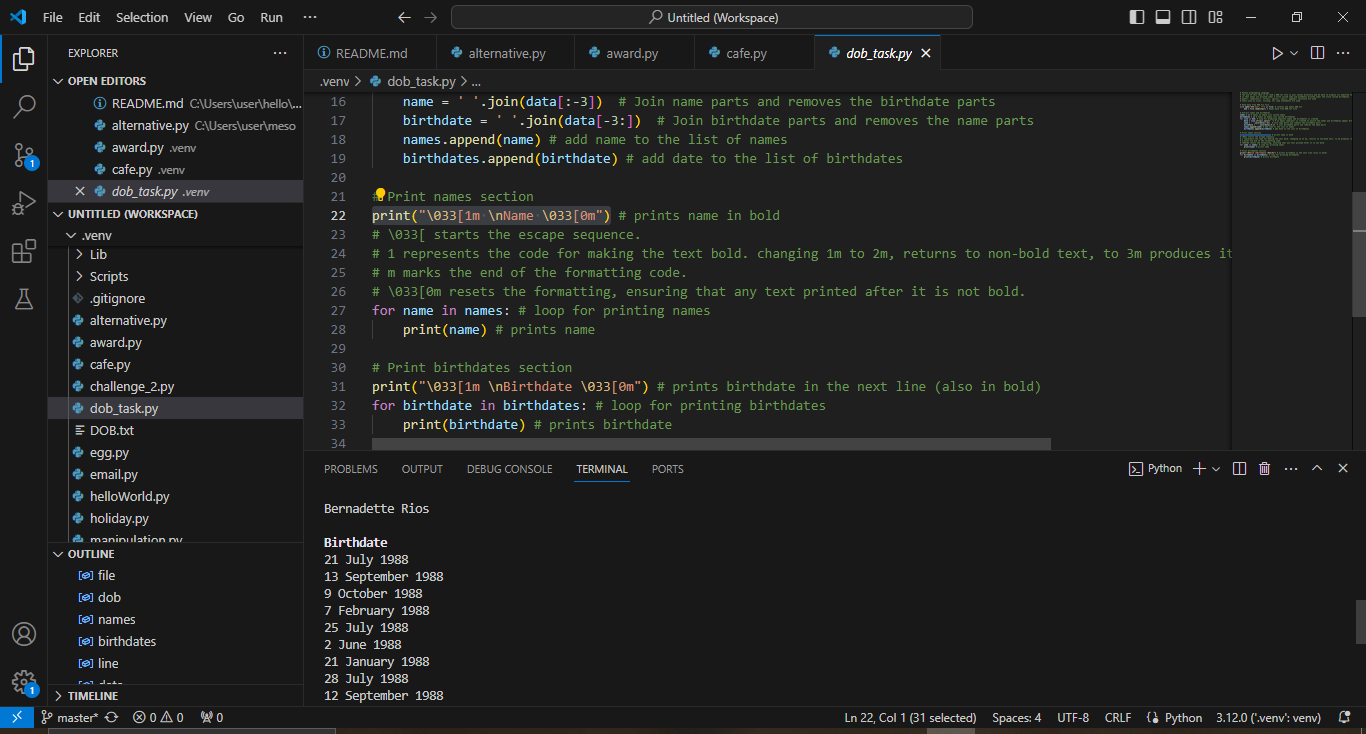 File Edit Selection View Go Run ··· Untitled (Workspace)
EXPLORER ···
OPEN EDITORS
README.md C:\Users\user\hello\...
alternative.py C:\Users\user\meso
award.py .venv
cafe.py .venv
dob_task.py .venv
UNTITLED (WORKSPACE)
.venv
Lib
Scripts
.gitignore
alternative.py
award.py
cafe.py
challenge_2.py
dob_task.py
DOB.txt
egg.py
email.py
helloWorld.py
holiday.py
manipulation.py
OUTLINE
file
dob
names
birthdates
line
data
TIMELINE
1
1
README.md alternative.py award.py cafe.py dob_task.py
.venv > dob_task.py > ...
16 name = ' '.join(data[:-3]) # Join name parts and removes the birthdate parts
17 birthdate = ' '.join(data[-3:]) # Join birthdate parts and removes the name parts
18 names.append(name) # add name to the list of names
19 birthdates.append(birthdate) # add date to the list of birthdates
20
21 # Print names section
22 print("\033[1m \nName \033[0m") # prints name in bold
23 # \033[ starts the escape sequence.
24 # 1 represents the code for making the text bold. changing 1m to 2m, returns to non-bold text, to 3m produces it
25 # m marks the end of the formatting code.
26 # \033[0m resets the formatting, ensuring that any text printed after it is not bold.
27 for name in names: # loop for printing names
28 print(name) # prints name
29
30 # Print birthdates section
31 print("\033[1m \nBirthdate \033[0m") # prints birthdate in the next line (also in bold)
32 for birthdate in birthdates: # loop for printing birthdates
33 print(birthdate) # prints birthdate
34
PROBLEMS OUTPUT DEBUG CONSOLE TERMINAL PORTS Python
Bernadette Rios
Birthdate
21 July 1988
13 September 1988
9 October 1988
7 February 1988
25 July 1988
2 June 1988
21 January 1988
28 July 1988
12 September 1988
master* 0 0 0 Ln 22, Col 1 (31 selected) Spaces: 4 UTF-8 CRLF Python 3.12.0 ('.venv': venv)